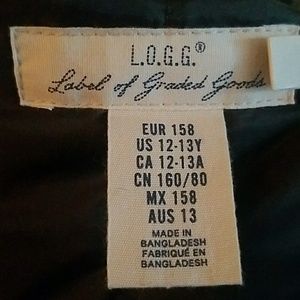 L.O.G.G.®
Label of Graded Goods
EUR 158
US 12-13Y
CA 12-13A
CN 160/80
MX 158
AUS 13
MADE IN
BANGLADESH
FABRIQUÉ EN
BANGLADESH